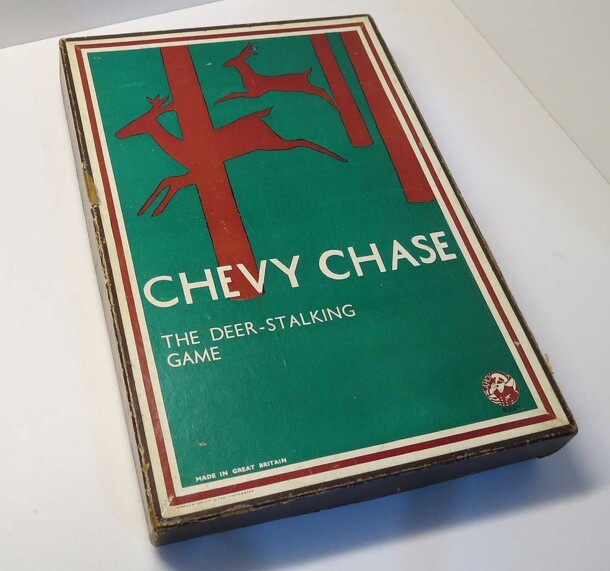 CHEVY CHASE
THE DEER-STALKING
GAME
MADE IN GREAT BRITAIN